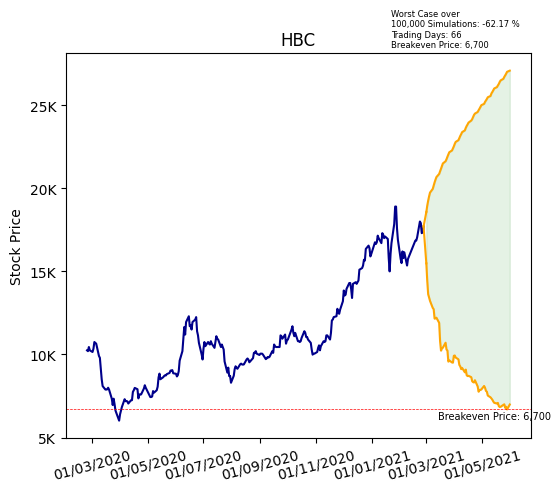 Worst Case over
100,000 Simulations: -62.17 %
Trading Days: 66
Breakeven Price: 6,700
HBC
Stock Price
25K
20K
15K
10K
5K
Breakeven Price: 6,700
01/03/2020
01/05/2020
01/07/2020
01/09/2020
01/11/2020
01/01/2021
01/03/2021
01/05/2021